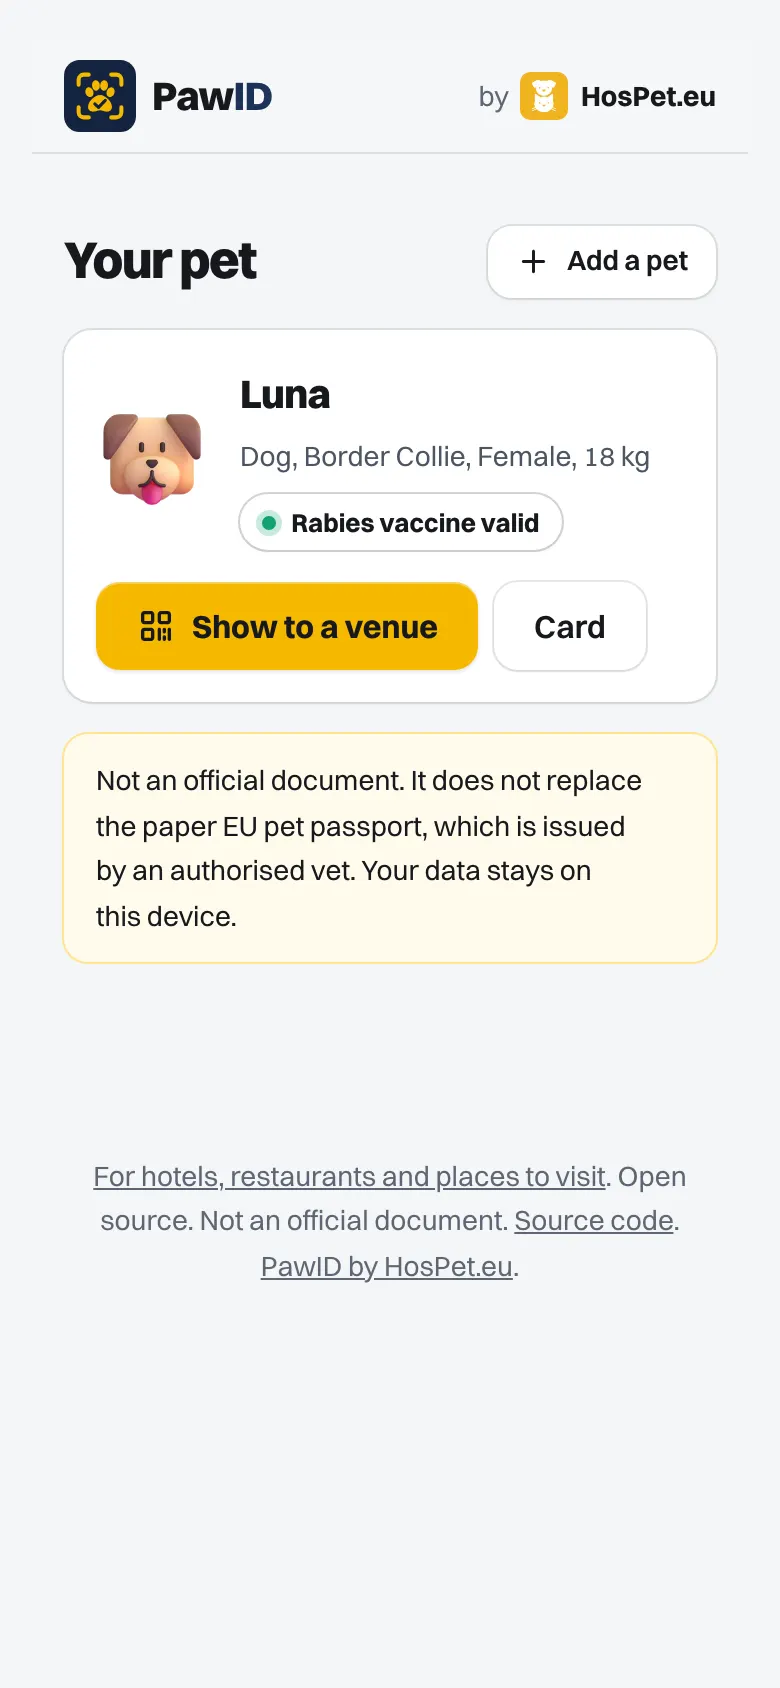 PawID
by HosPet.eu
Your pet
Add a pet
Luna
Dog, Border Collie, Female, 18 kg
Rabies vaccine valid
Show to a venue
Card
Not an official document. It does not replace
the paper EU pet passport, which is issued
by an authorised vet. Your data stays on
this device.
For hotels, restaurants and places to visit. Open
source. Not an official document. Source code.
PawID by HosPet.eu.